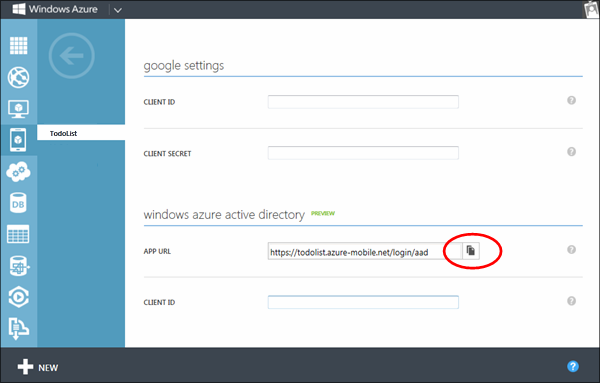 Windows Azure
google settings
CLIENT ID
?
TodoList
CLIENT SECRET
?
windows azure active directory PREVIEW
APP URL
https://todolist.azure-mobile.net/login/aad
?
DB
CLIENT ID
?
NEW
?